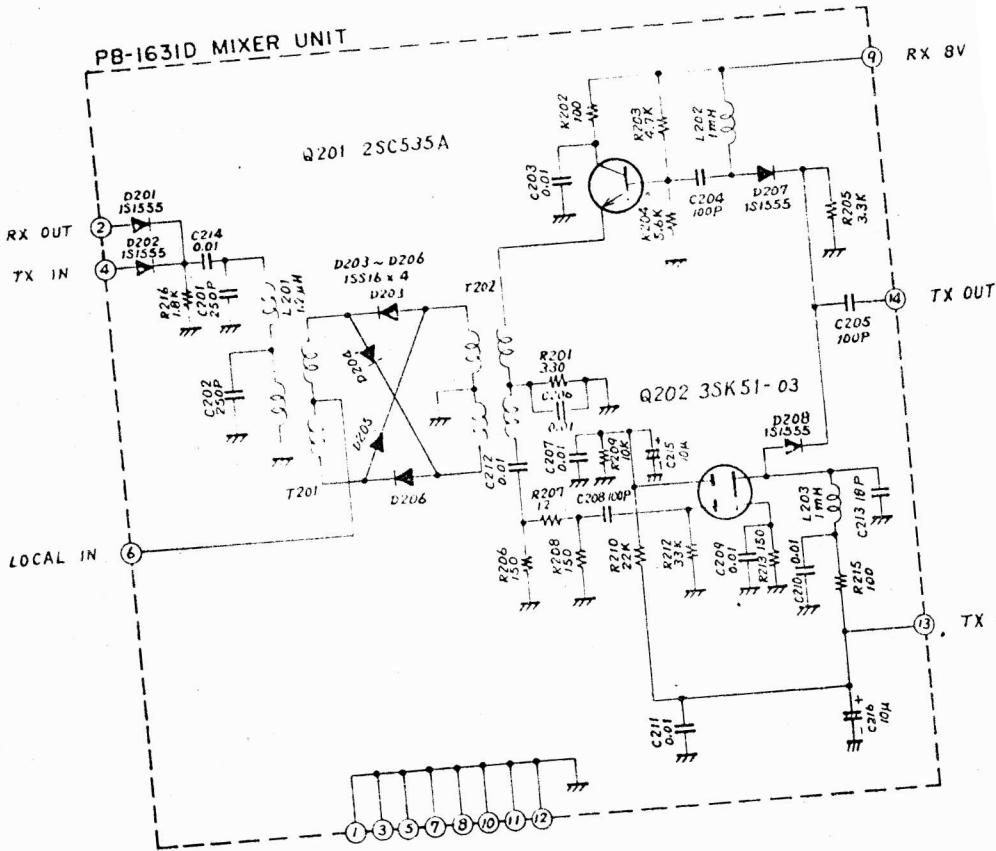 PB-1631D MIXER UNIT
9
RX 8V
R202
100
R203
4.7K
L202
1mH
Q201 2SC535A
C203
0.01
R204
5.6K
C204
100P
D207
1S1555
R205
3.3K
D201
1S1555
2
RX OUT
D202
1S1555
4
TX IN
C214
0.01
R216
1.8K
C201
250P
L201
1.2μH
D203~D206
1SS16 x 4
D203
T202
14
TX OUT
C205
100P
D204
R201
330
C206
0.01
C202
250P
Q202 3SK51-03
D208
1S1555
D205
C207
0.01
R209
10K
C215
10μ
+
-
C212
0.01
T201
D206
R207
12
C208 100P
L203
1mH
C213 18P
6
LOCAL IN
R206
150
R208
150
R210
22K
R212
33K
C209
0.01
R213 150
C210 0.01
R215
100
13
TX
C211
0.01
C216
10μ
+
-
1
3
5
7
8
10
11
12